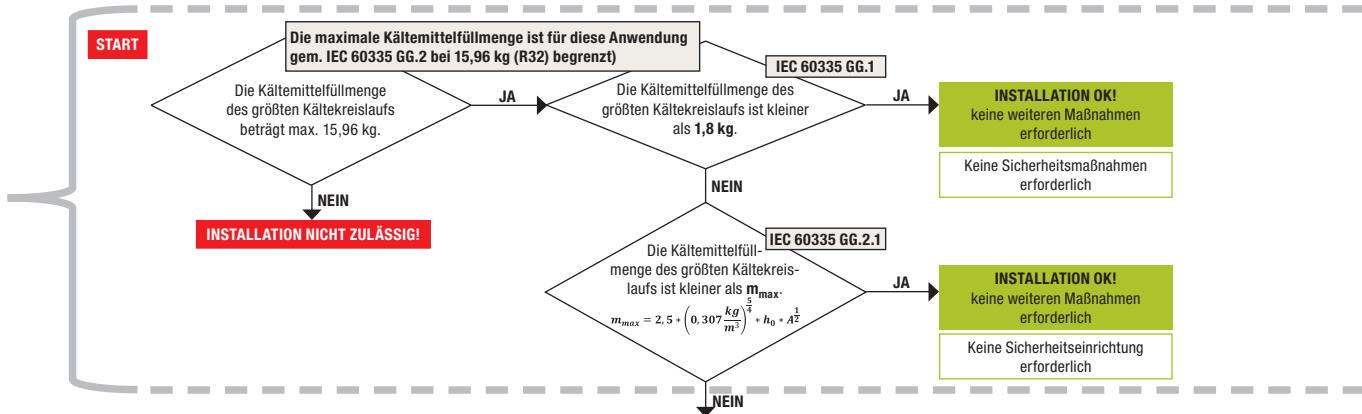 START
Die maximale Kältemittelfüllmenge ist für diese Anwendung
gem. IEC 60335 GG.2 bei 15,96 kg (R32) begrenzt)
Die Kältemittelfüllmenge
des größten Kältekreislaufs
beträgt max. 15,96 kg.
JA
NEIN
INSTALLATION NICHT ZULÄSSIG!
IEC 60335 GG.1
Die Kältemittelfüllmenge des
größten Kältekreislaufs ist kleiner
als 1,8 kg.
JA
INSTALLATION OK!
keine weiteren Maßnahmen
erforderlich
Keine Sicherheitsmaßnahmen
erforderlich
NEIN
IEC 60335 GG.2.1
Die Kältemittelfüll-
menge des größten Kältekreis-
laufs ist kleiner als m_max.
m_max = 2,5 * (0,307 kg/m³)^(5/4) * h₀ * A^(1/2)
JA
INSTALLATION OK!
keine weiteren Maßnahmen
erforderlich
Keine Sicherheitseinrichtung
erforderlich
NEIN